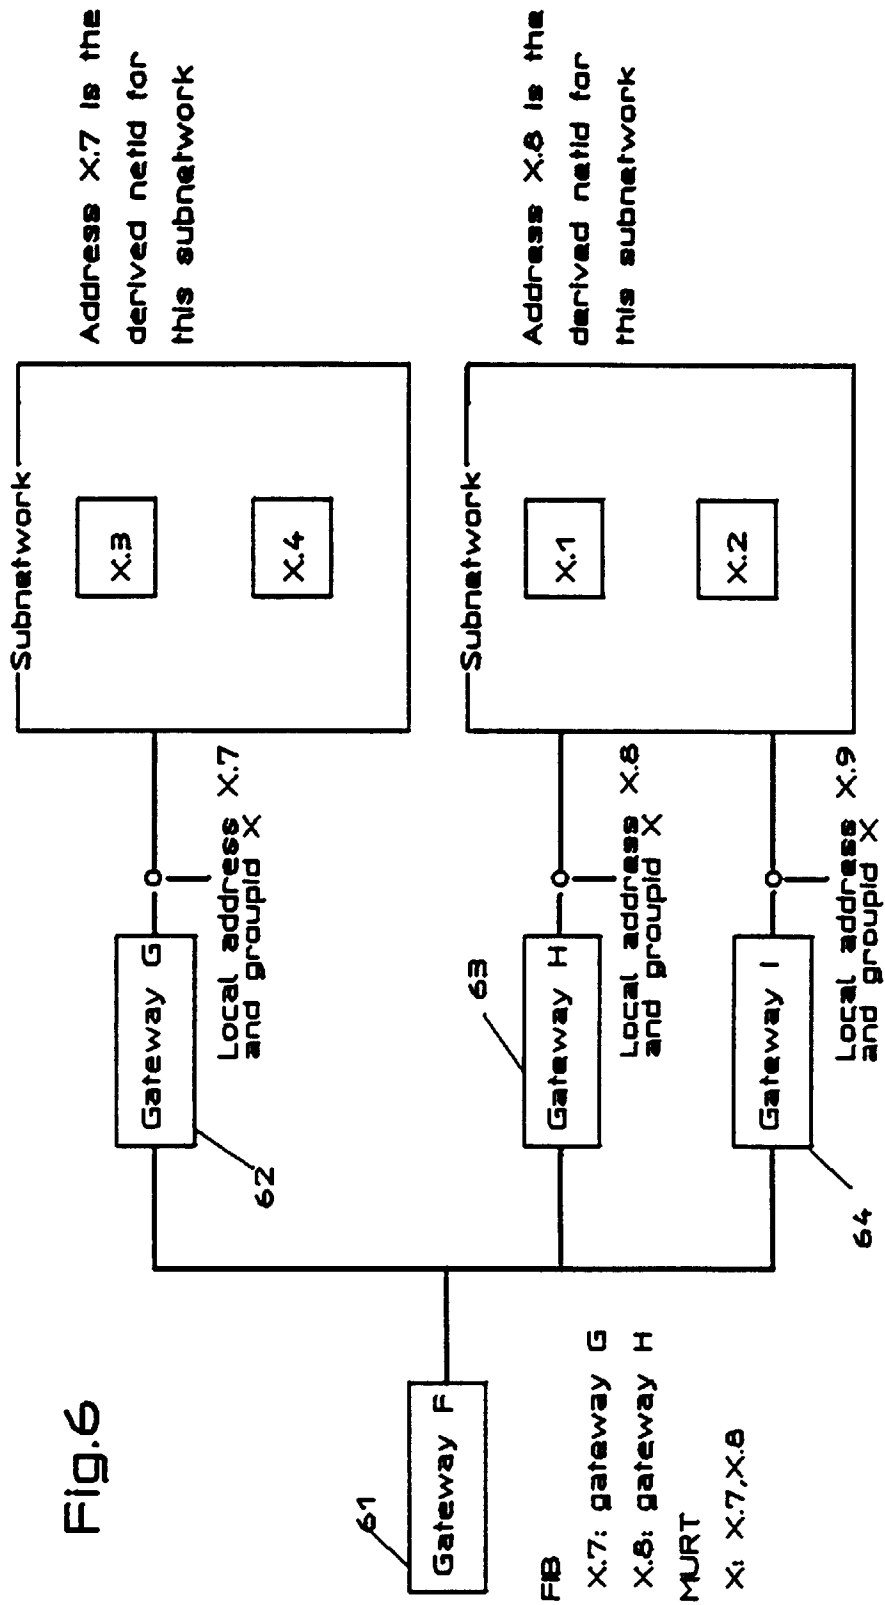 Fig.6
61
Gateway F
FIB
X.7: gateway G
X.8: gateway H
MURT
X: X.7,X.8
62
Gateway G
Local address X.7
and groupid X
63
Gateway H
Local address X.8
and groupid X
64
Gateway I
Local address X.9
and groupid X
Subnetwork
X.3
X.4
Address X.7 is the
derived netid for
this subnetwork
Subnetwork
X.1
X.2
Address X.8 is the
derived netid for
this subnetwork